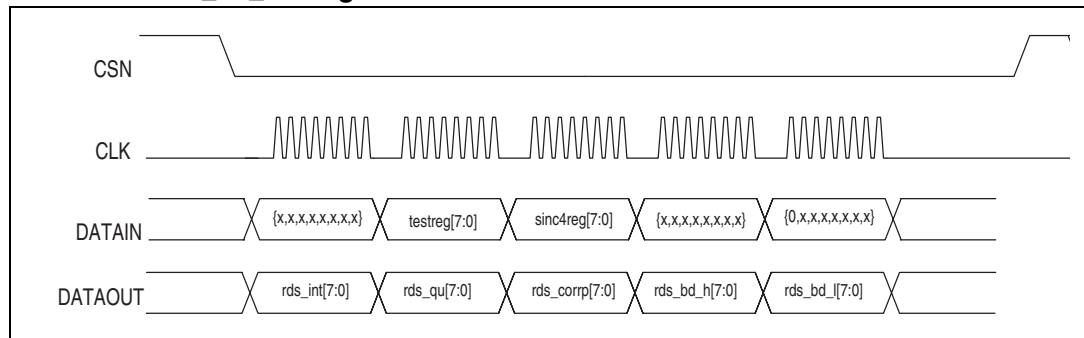 CSN
CLK
DATAIN {x,x,x,x,x,x,x,x} testreg[7:0] sinc4reg[7:0] {x,x,x,x,x,x,x,x} {0,x,x,x,x,x,x,x}
DATAOUT rds_int[7:0] rds_qu[7:0] rds_corrp[7:0] rds_bd_h[7:0] rds_bd_l[7:0]